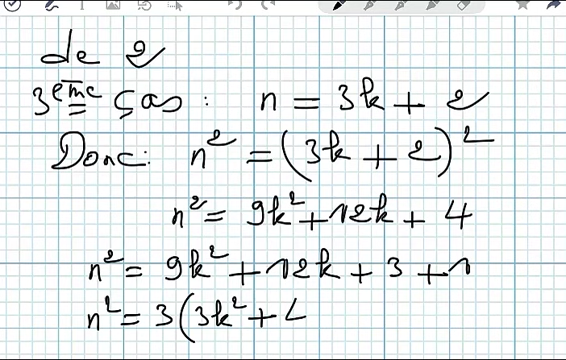 de 2
3ème cas : n = 3k + 2
Donc: n² = (3k + 2)²
n² = 9k² + 12k + 4
n² = 9k² + 12k + 3 + 1
n² = 3(3k² +